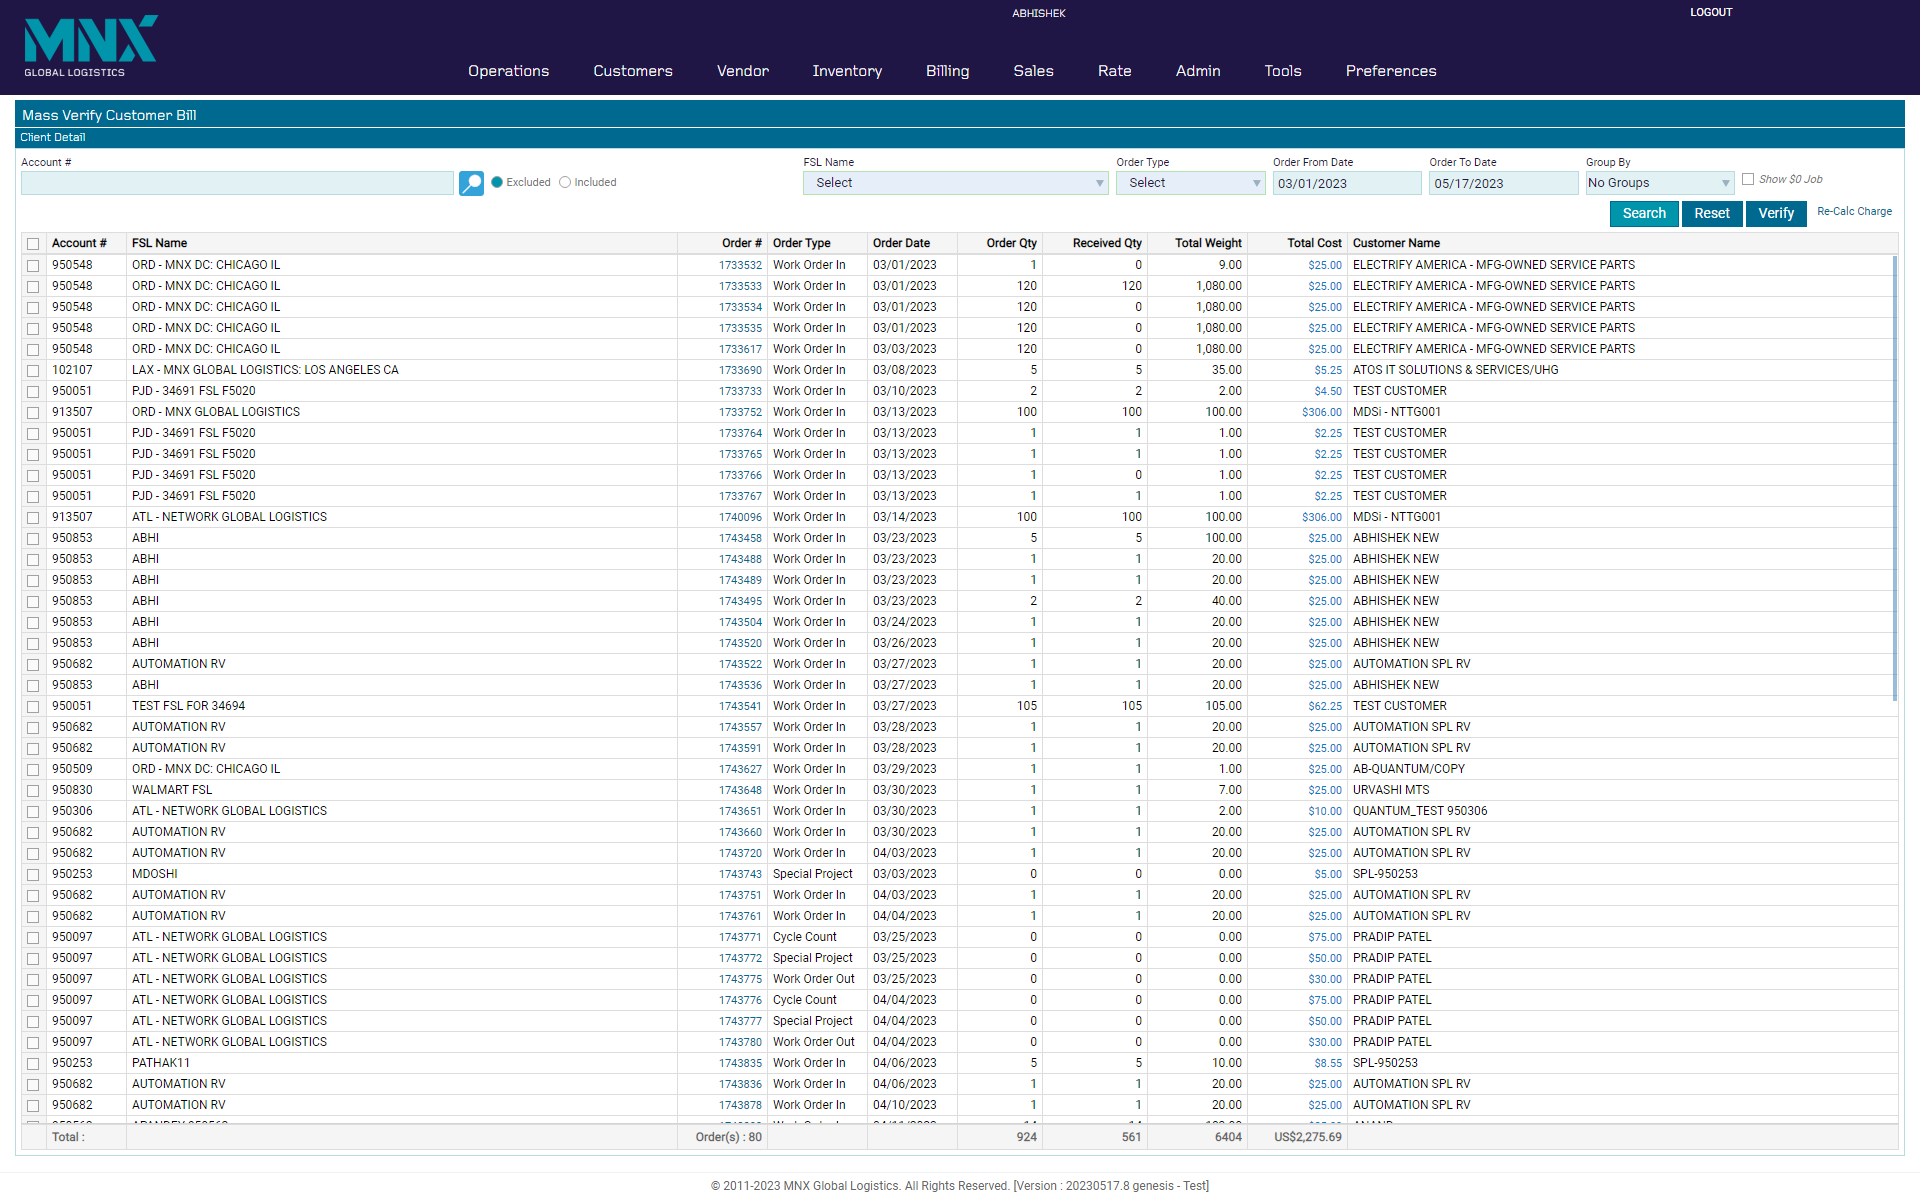 ABHISHEK
LOGOUT
MNX
GLOBAL LOGISTICS
Operations Customers Vendor Inventory Billing Sales Rate Admin Tools Preferences
Mass Verify Customer Bill
Client Detail
Account # FSL Name Order Type Order From Date Order To Date Group By
Excluded Included Select Select 03/01/2023 05/17/2023 No Groups Show $0 Job
Search Reset Verify Re-Calc Charge
Account # FSL Name Order # Order Type Order Date Order Qty Received Qty Total Weight Total Cost Customer Name
950548 ORD - MNX DC: CHICAGO IL 1733532 Work Order In 03/01/2023 1 0 9.00 $25.00 ELECTRIFY AMERICA - MFG-OWNED SERVICE PARTS
950548 ORD - MNX DC: CHICAGO IL 1733533 Work Order In 03/01/2023 120 120 1,080.00 $25.00 ELECTRIFY AMERICA - MFG-OWNED SERVICE PARTS
950548 ORD - MNX DC: CHICAGO IL 1733534 Work Order In 03/01/2023 120 0 1,080.00 $25.00 ELECTRIFY AMERICA - MFG-OWNED SERVICE PARTS
950548 ORD - MNX DC: CHICAGO IL 1733535 Work Order In 03/01/2023 120 0 1,080.00 $25.00 ELECTRIFY AMERICA - MFG-OWNED SERVICE PARTS
950548 ORD - MNX DC: CHICAGO IL 1733617 Work Order In 03/03/2023 120 0 1,080.00 $25.00 ELECTRIFY AMERICA - MFG-OWNED SERVICE PARTS
102107 LAX - MNX GLOBAL LOGISTICS: LOS ANGELES CA 1733690 Work Order In 03/08/2023 5 5 35.00 $5.25 ATOS IT SOLUTIONS & SERVICES/UHG
950051 PJD - 34691 FSL F5020 1733733 Work Order In 03/10/2023 2 2 2.00 $4.50 TEST CUSTOMER
913507 ORD - MNX GLOBAL LOGISTICS 1733752 Work Order In 03/13/2023 100 100 100.00 $306.00 MDSi - NTTG001
950051 PJD - 34691 FSL F5020 1733764 Work Order In 03/13/2023 1 1 1.00 $2.25 TEST CUSTOMER
950051 PJD - 34691 FSL F5020 1733765 Work Order In 03/13/2023 1 1 1.00 $2.25 TEST CUSTOMER
950051 PJD - 34691 FSL F5020 1733766 Work Order In 03/13/2023 1 0 1.00 $2.25 TEST CUSTOMER
950051 PJD - 34691 FSL F5020 1733767 Work Order In 03/13/2023 1 1 1.00 $2.25 TEST CUSTOMER
913507 ATL - NETWORK GLOBAL LOGISTICS 1740096 Work Order In 03/14/2023 100 100 100.00 $306.00 MDSi - NTTG001
950853 ABHI 1743458 Work Order In 03/23/2023 5 5 100.00 $25.00 ABHISHEK NEW
950853 ABHI 1743488 Work Order In 03/23/2023 1 1 20.00 $25.00 ABHISHEK NEW
950853 ABHI 1743489 Work Order In 03/23/2023 1 1 20.00 $25.00 ABHISHEK NEW
950853 ABHI 1743495 Work Order In 03/23/2023 2 2 40.00 $25.00 ABHISHEK NEW
950853 ABHI 1743504 Work Order In 03/24/2023 1 1 20.00 $25.00 ABHISHEK NEW
950853 ABHI 1743520 Work Order In 03/26/2023 1 1 20.00 $25.00 ABHISHEK NEW
950682 AUTOMATION RV 1743522 Work Order In 03/27/2023 1 1 20.00 $25.00 AUTOMATION SPL RV
950853 ABHI 1743536 Work Order In 03/27/2023 1 1 20.00 $25.00 ABHISHEK NEW
950051 TEST FSL FOR 34694 1743541 Work Order In 03/27/2023 105 105 105.00 $62.25 TEST CUSTOMER
950682 AUTOMATION RV 1743557 Work Order In 03/28/2023 1 1 20.00 $25.00 AUTOMATION SPL RV
950682 AUTOMATION RV 1743591 Work Order In 03/28/2023 1 1 20.00 $25.00 AUTOMATION SPL RV
950509 ORD - MNX DC: CHICAGO IL 1743627 Work Order In 03/29/2023 1 1 1.00 $25.00 AB-QUANTUM/COPY
950830 WALMART FSL 1743648 Work Order In 03/30/2023 1 1 7.00 $25.00 URVASHI MTS
950306 ATL - NETWORK GLOBAL LOGISTICS 1743651 Work Order In 03/30/2023 1 1 2.00 $10.00 QUANTUM_TEST 950306
950682 AUTOMATION RV 1743660 Work Order In 03/30/2023 1 1 20.00 $25.00 AUTOMATION SPL RV
950682 AUTOMATION RV 1743720 Work Order In 04/03/2023 1 1 20.00 $25.00 AUTOMATION SPL RV
950253 MDOSHI 1743743 Special Project 03/03/2023 0 0 0.00 $5.00 SPL-950253
950682 AUTOMATION RV 1743751 Work Order In 04/03/2023 1 1 20.00 $25.00 AUTOMATION SPL RV
950682 AUTOMATION RV 1743761 Work Order In 04/04/2023 1 1 20.00 $25.00 AUTOMATION SPL RV
950097 ATL - NETWORK GLOBAL LOGISTICS 1743771 Cycle Count 03/25/2023 0 0 0.00 $75.00 PRADIP PATEL
950097 ATL - NETWORK GLOBAL LOGISTICS 1743772 Special Project 03/25/2023 0 0 0.00 $50.00 PRADIP PATEL
950097 ATL - NETWORK GLOBAL LOGISTICS 1743775 Work Order Out 03/25/2023 0 0 0.00 $30.00 PRADIP PATEL
950097 ATL - NETWORK GLOBAL LOGISTICS 1743776 Cycle Count 04/04/2023 0 0 0.00 $75.00 PRADIP PATEL
950097 ATL - NETWORK GLOBAL LOGISTICS 1743777 Special Project 04/04/2023 0 0 0.00 $50.00 PRADIP PATEL
950097 ATL - NETWORK GLOBAL LOGISTICS 1743780 Work Order Out 04/04/2023 0 0 0.00 $30.00 PRADIP PATEL
950253 PATHAK11 1743835 Work Order In 04/06/2023 5 5 10.00 $8.55 SPL-950253
950682 AUTOMATION RV 1743836 Work Order In 04/06/2023 1 1 20.00 $25.00 AUTOMATION SPL RV
950682 AUTOMATION RV 1743878 Work Order In 04/10/2023 1 1 20.00 $25.00 AUTOMATION SPL RV
Total : Order(s) : 80 924 561 6404 US$2,275.69
© 2011-2023 MNX Global Logistics. All Rights Reserved. [Version : 20230517.8 genesis - Test]